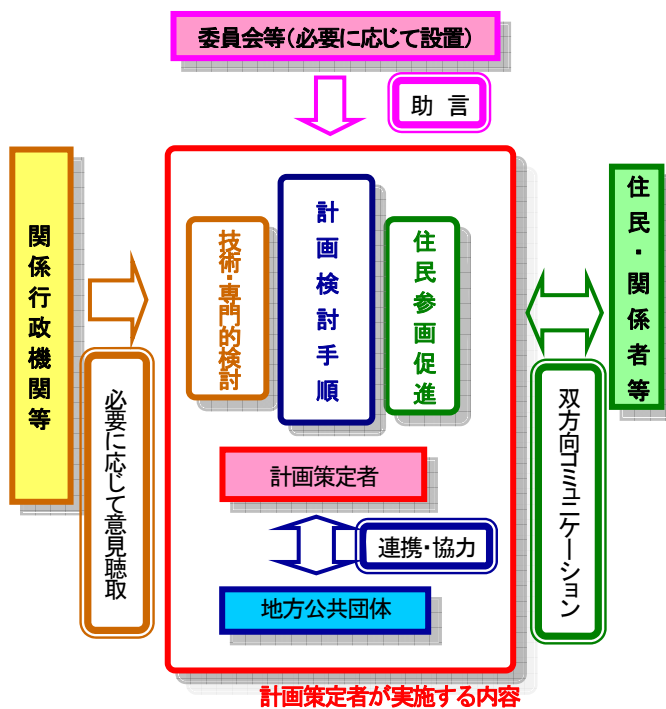 委員会等(必要に応じて設置)
助 言
関係行政機関等
必要に応じて意見聴取
技術・専門的検討
計画検討手順
住民参画促進
住民・関係者等
双方向コミュニケーション
計画策定者
連携・協力
地方公共団体
計画策定者が実施する内容